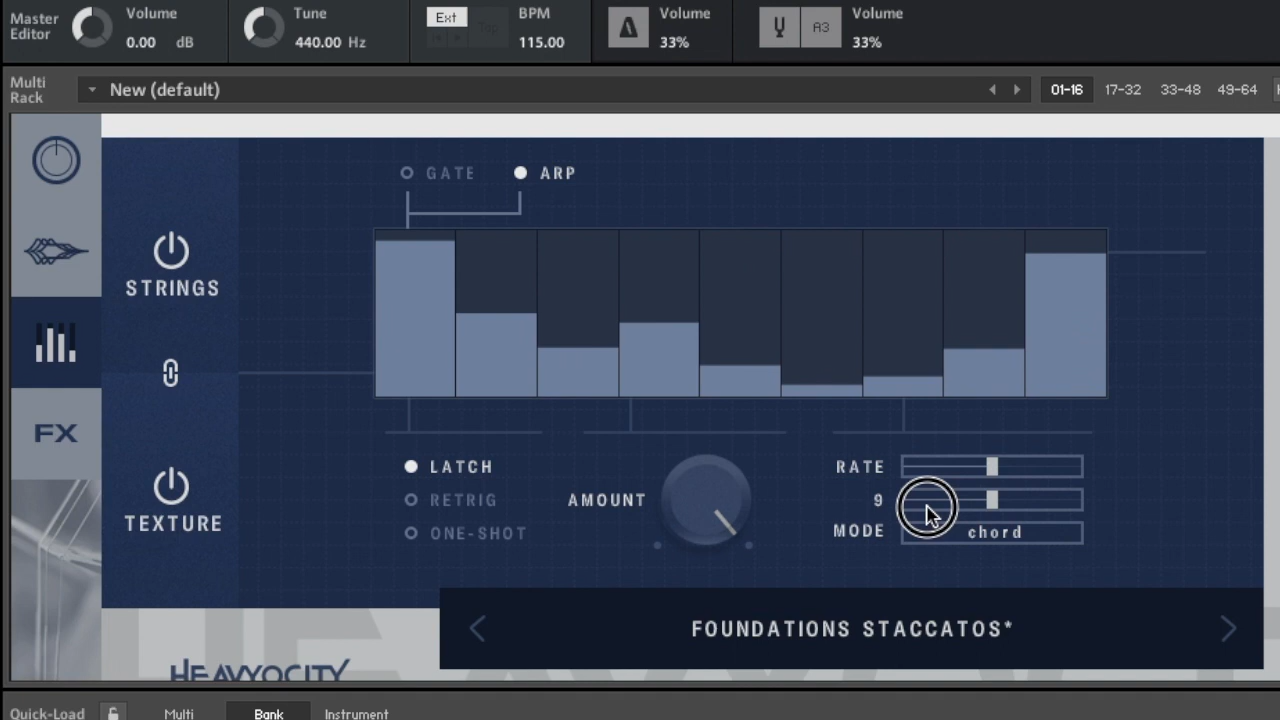 Master Editor
Volume
0.00 dB
Tune
440.00 Hz
Ext
Tap
BPM
115.00
Volume
33%
A3
Volume
33%
Multi Rack
New (default)
01-16
17-32
33-48
49-64
GATE
ARP
STRINGS
TEXTURE
FX
LATCH
RETRIG
ONE-SHOT
AMOUNT
RATE
9
MODE
chord
FOUNDATIONS STACCATOS*
HEAVYOCITY
Quick-Load
Multi
Bank
Instrument